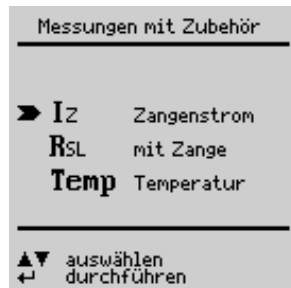 Messungen mit Zubehör
Iz Zangenstrom
RSL mit Zange
Temp Temperatur
▲▼ auswählen
↵ durchführen